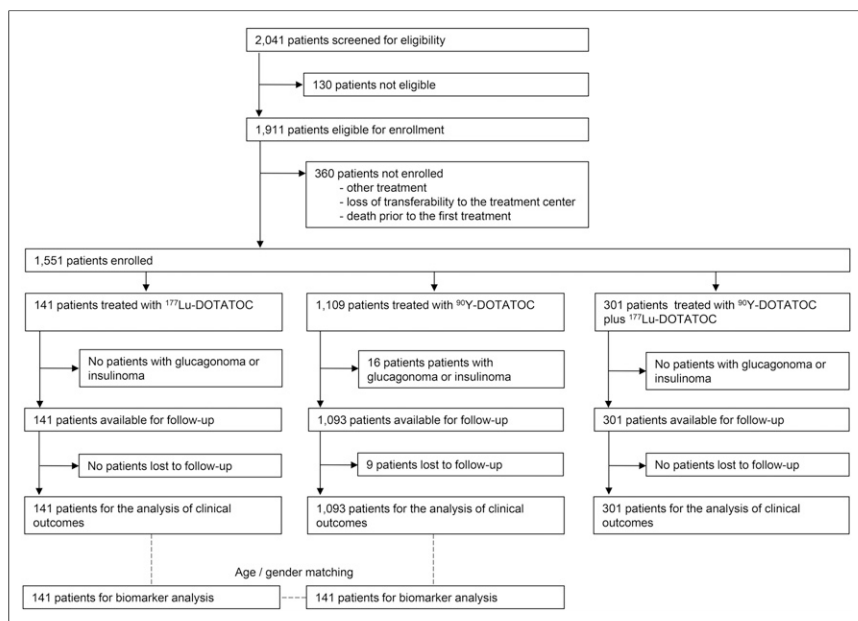 2,041 patients screened for eligibility
130 patients not eligible
1,911 patients eligible for enrollment
360 patients not enrolled
- other treatment
- loss of transferability to the treatment center
- death prior to the first treatment
1,551 patients enrolled
141 patients treated with ¹⁷⁷Lu-DOTATOC
1,109 patients treated with ⁹⁰Y-DOTATOC
301 patients treated with ⁹⁰Y-DOTATOC
plus ¹⁷⁷Lu-DOTATOC
No patients with glucagonoma or
insulinoma
16 patients patients with
glucagonoma or insulinoma
No patients with glucagonoma or
insulinoma
141 patients available for follow-up
1,093 patients available for follow-up
301 patients available for follow-up
No patients lost to follow-up
9 patients lost to follow-up
No patients lost to follow-up
141 patients for the analysis of clinical
outcomes
1,093 patients for the analysis of clinical
outcomes
301 patients for the analysis of clinical
outcomes
Age / gender matching
141 patients for biomarker analysis
141 patients for biomarker analysis